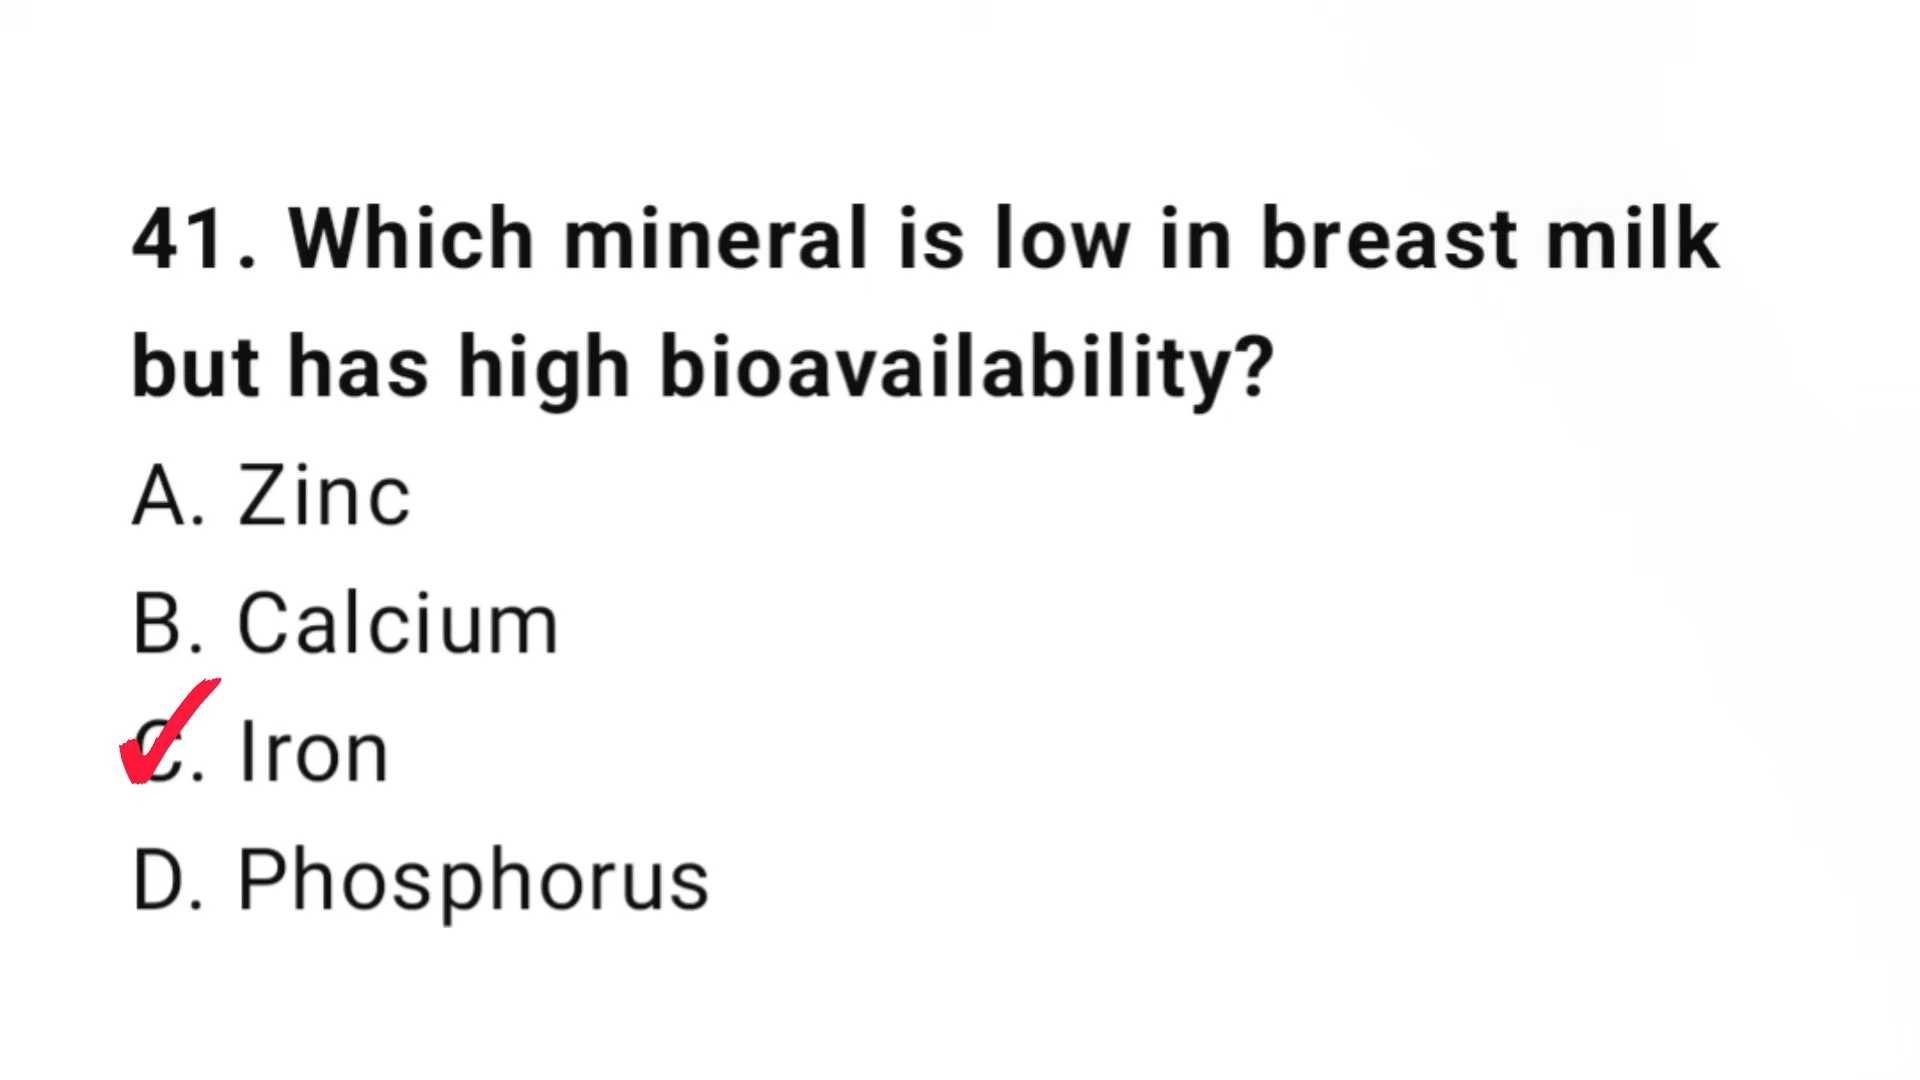 41. Which mineral is low in breast milk
but has high bioavailability?
A. Zinc
B. Calcium
C. Iron
D. Phosphorus